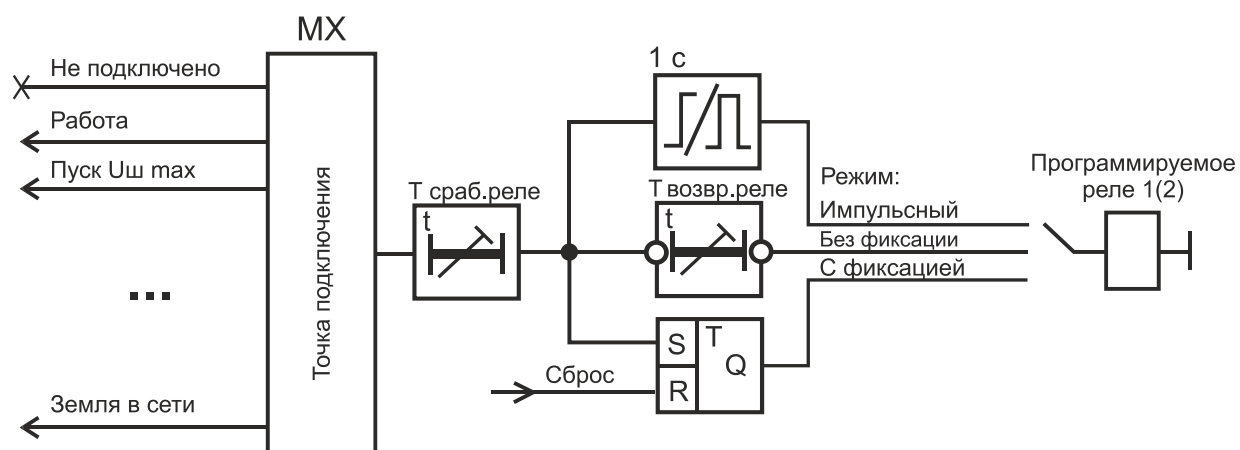 MX
Не подключено
Работа
Пуск Uш max
Земля в сети
Точка подключения
Т сраб.реле
t
1 с
Т возвр.реле
t
S
T
Q
R
Сброс
Режим:
Импульсный
Без фиксации
С фиксацией
Программируемое
реле 1(2)